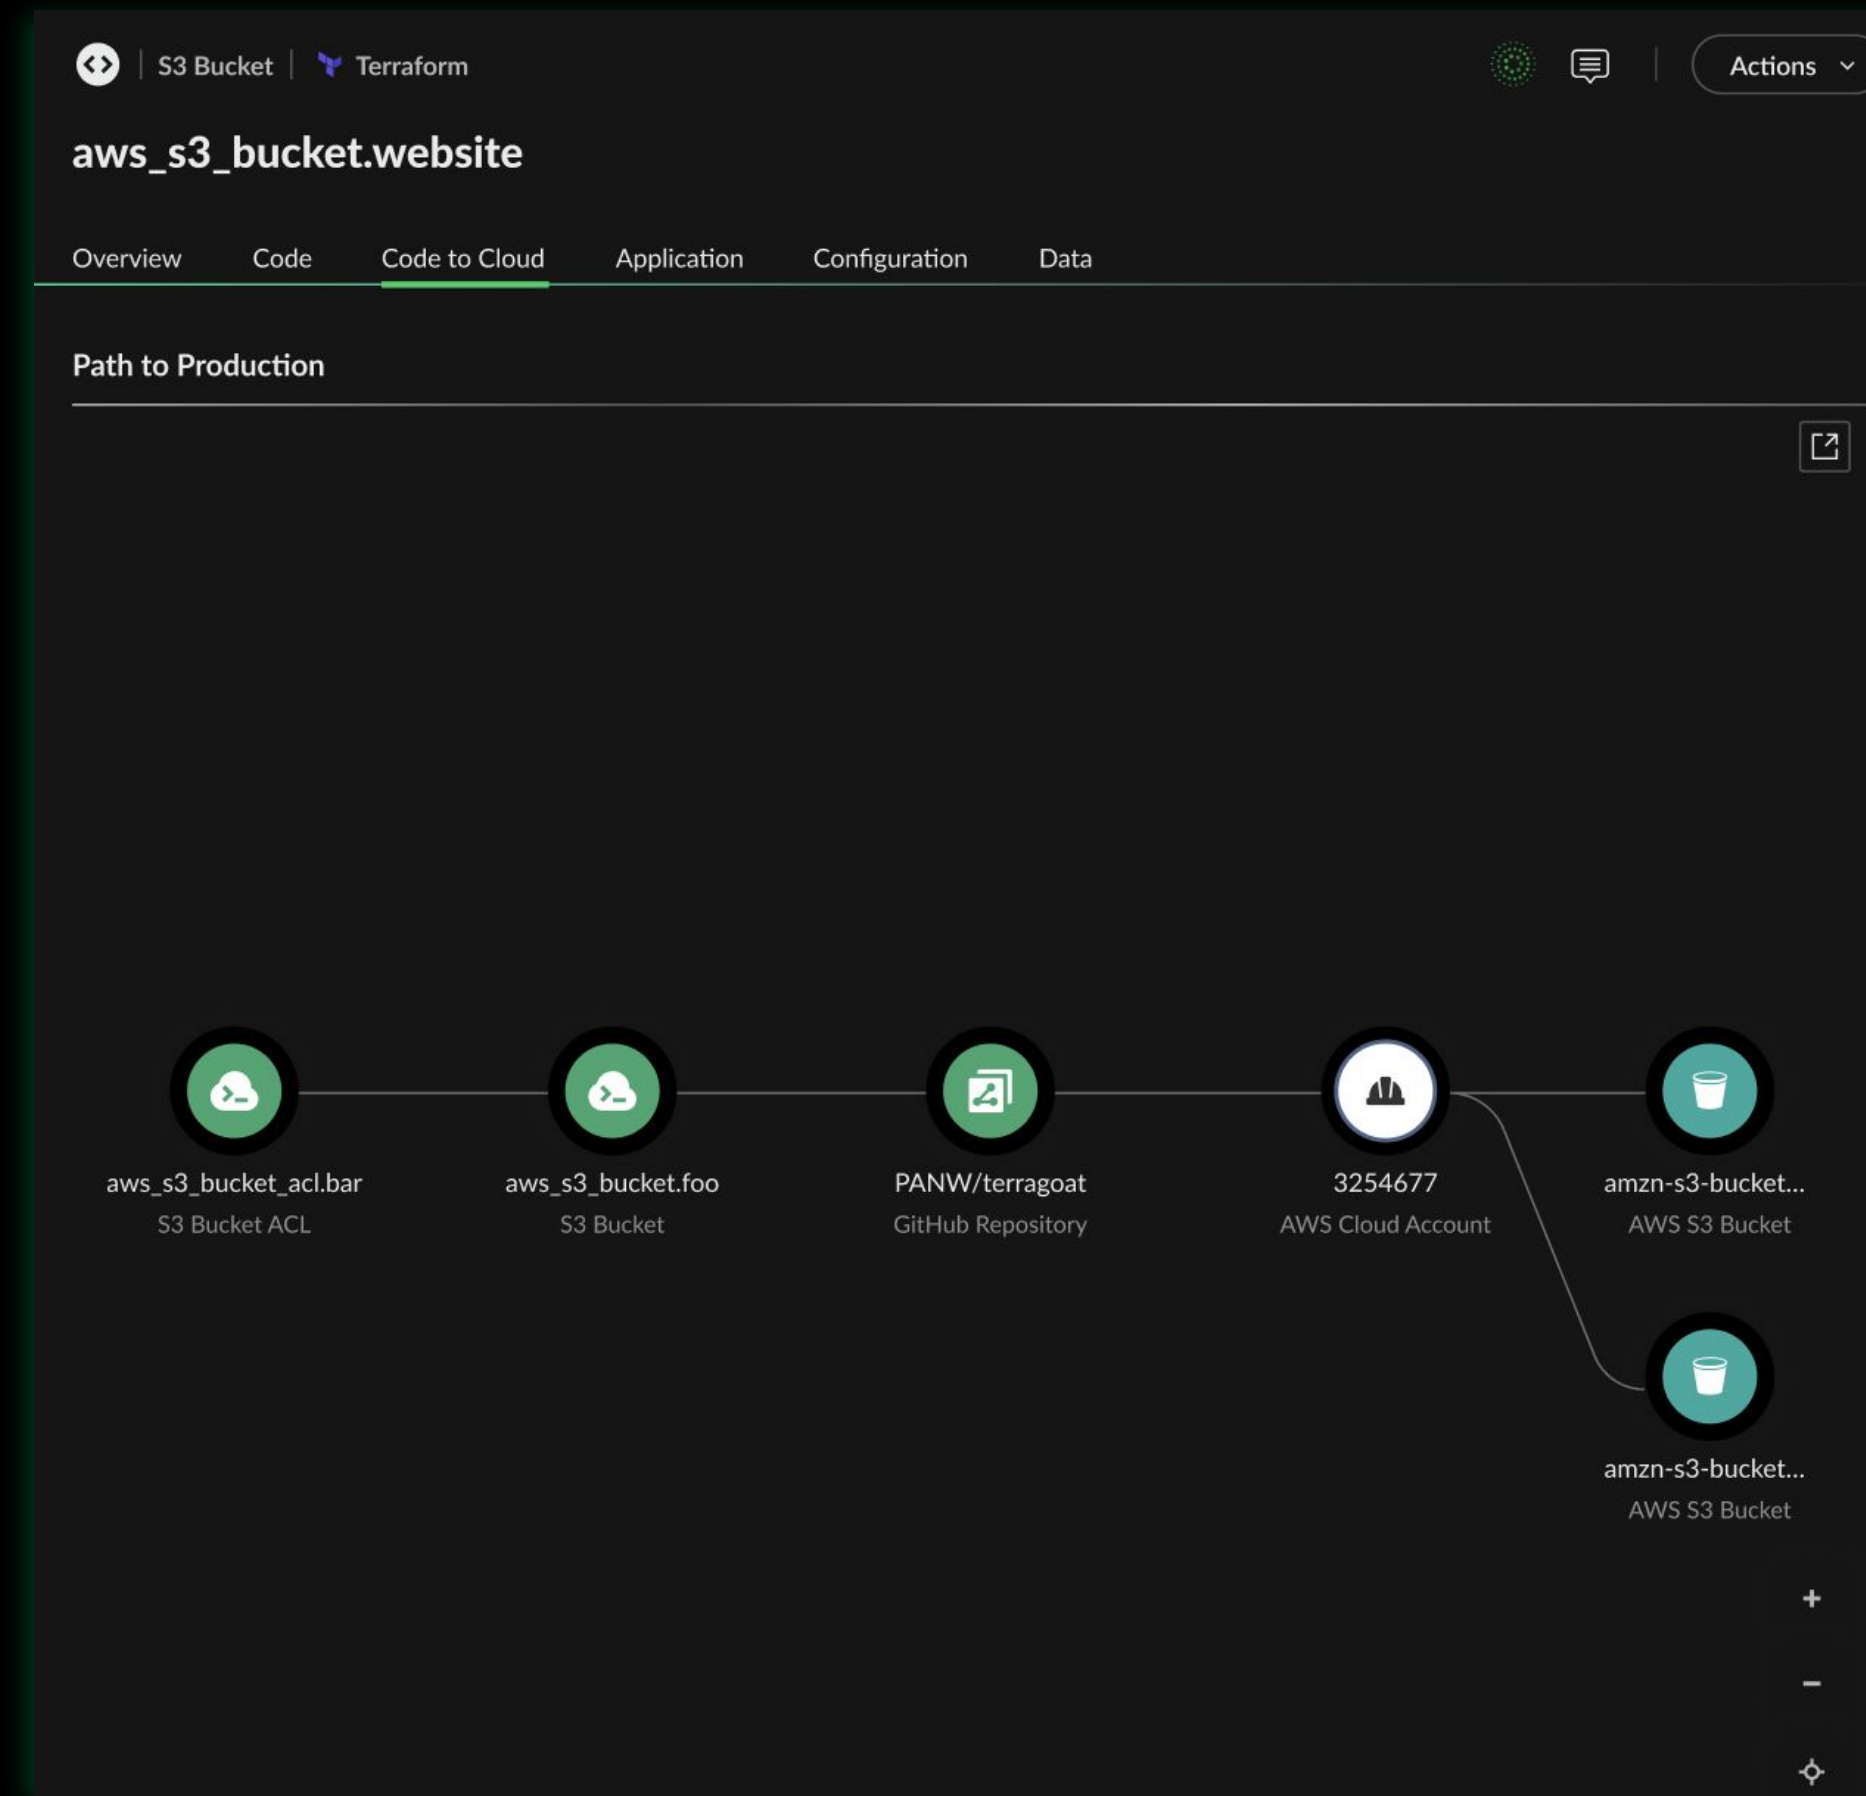 S3 Bucket | Terraform
Actions
aws_s3_bucket.website
Overview Code Code to Cloud Application Configuration Data
Path to Production
aws_s3_bucket_acl.bar aws_s3_bucket.foo PANW/terragoat 3254677 amzn-s3-bucket...
S3 Bucket ACL S3 Bucket GitHub Repository AWS Cloud Account AWS S3 Bucket
amzn-s3-bucket...
AWS S3 Bucket